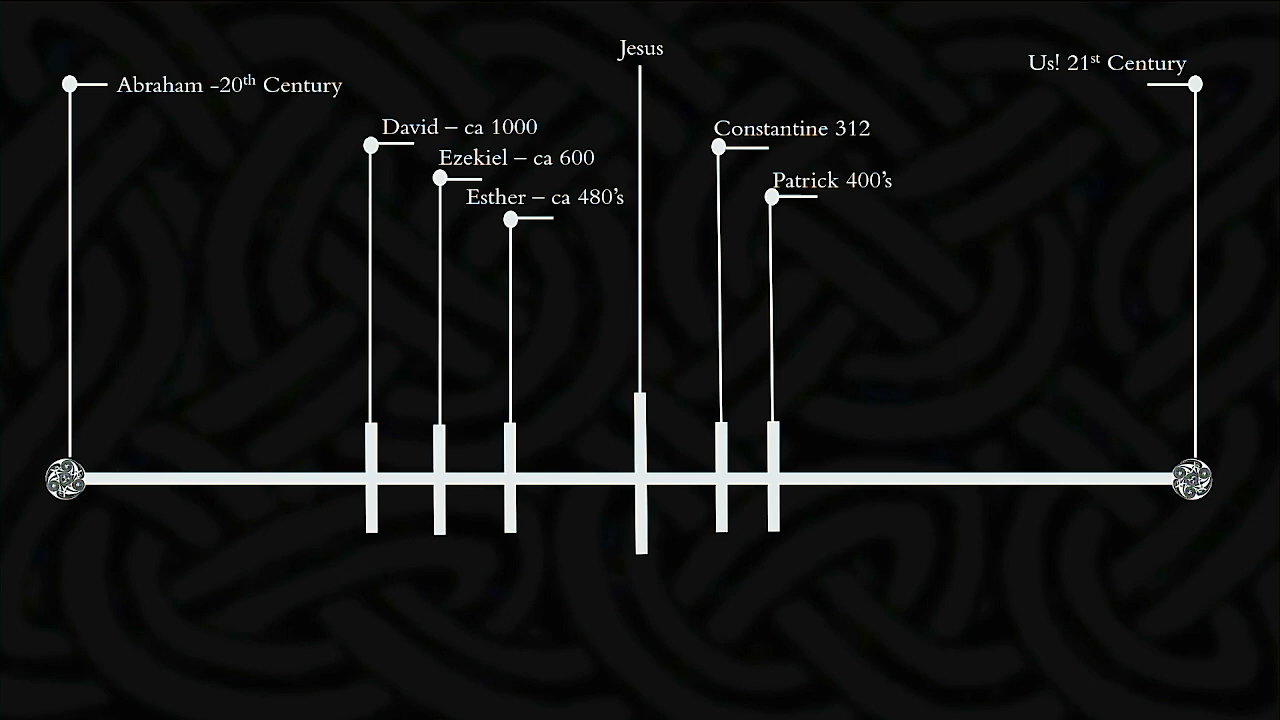 Jesus
Us! 21st Century
Abraham -20th Century
David – ca 1000
Constantine 312
Ezekiel – ca 600
Patrick 400’s
Esther – ca 480’s